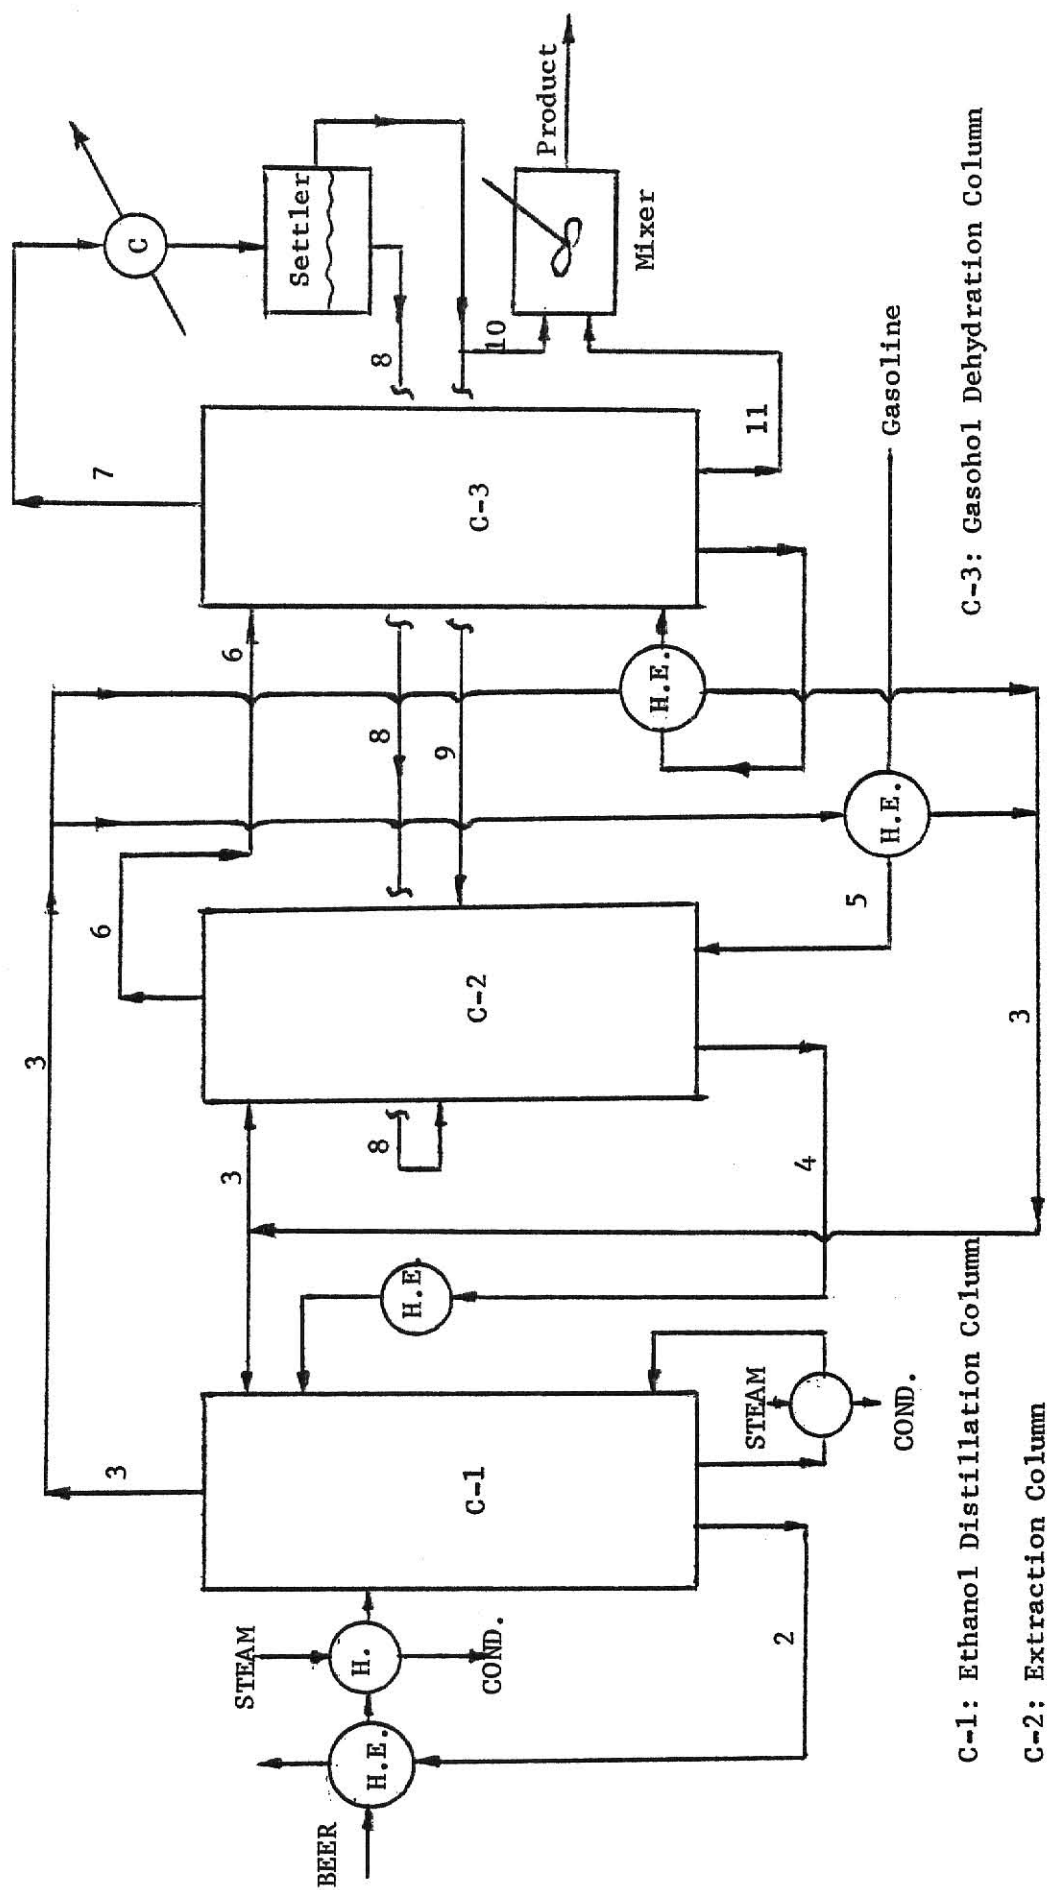 BEER
H.E.
STEAM
H.
COND.
2
3
C-1
STEAM
COND.
H.E.
3
3
8
4
6
C-2
5
H.E.
Gasoline
8
9
6
H.E.
3
7
C-3
11
8
10
C
Settler
Mixer
Product
C-1: Ethanol Distillation Column
C-2: Extraction Column
C-3: Gasohol Dehydration Column